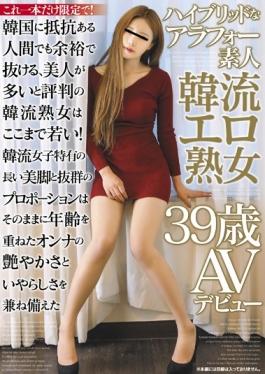 これ一本だけ限定で!
韓国に抵抗ある
人間でも余裕で
抜ける、美人が
多いと評判の
韓流熟女は
ここまで若い!
韓流女子特有の
長い美脚と抜群の
プロポーションは
そのままに年齢を
重ねたオンナの
艶やかさと
いやらしさを
兼ね備えた
ハイブリッドな
アラフォー素人
韓流
エロ
熟女
39歳
AV
デビュー